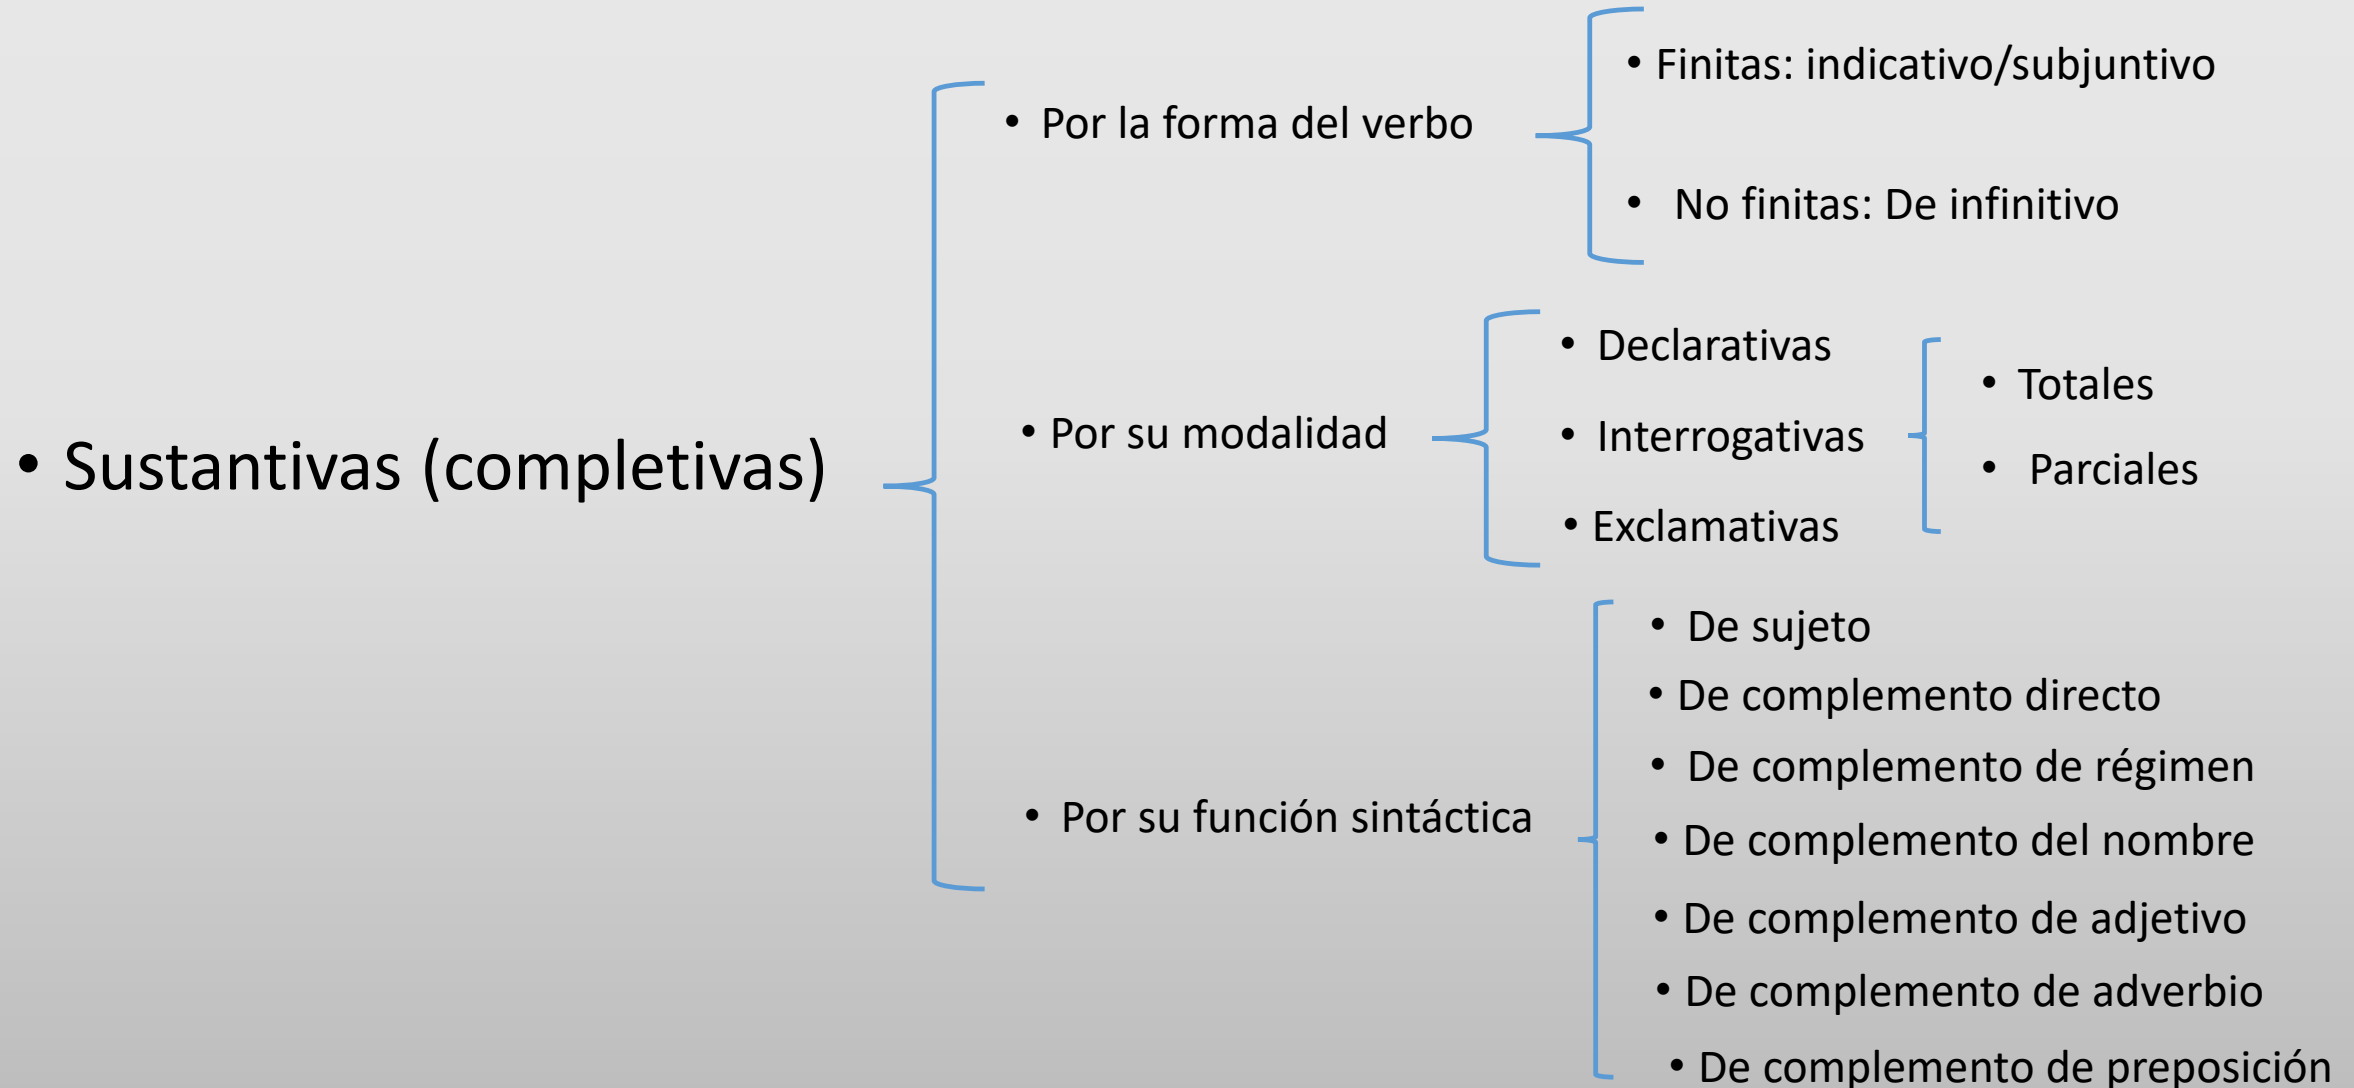 • Sustantivas (completivas)
• Por la forma del verbo
• Finitas: indicativo/subjuntivo
• No finitas: De infinitivo
• Por su modalidad
• Declarativas
• Interrogativas
• Totales
• Parciales
• Exclamativas
• Por su función sintáctica
• De sujeto
• De complemento directo
• De complemento de régimen
• De complemento del nombre
• De complemento de adjetivo
• De complemento de adverbio
• De complemento de preposición